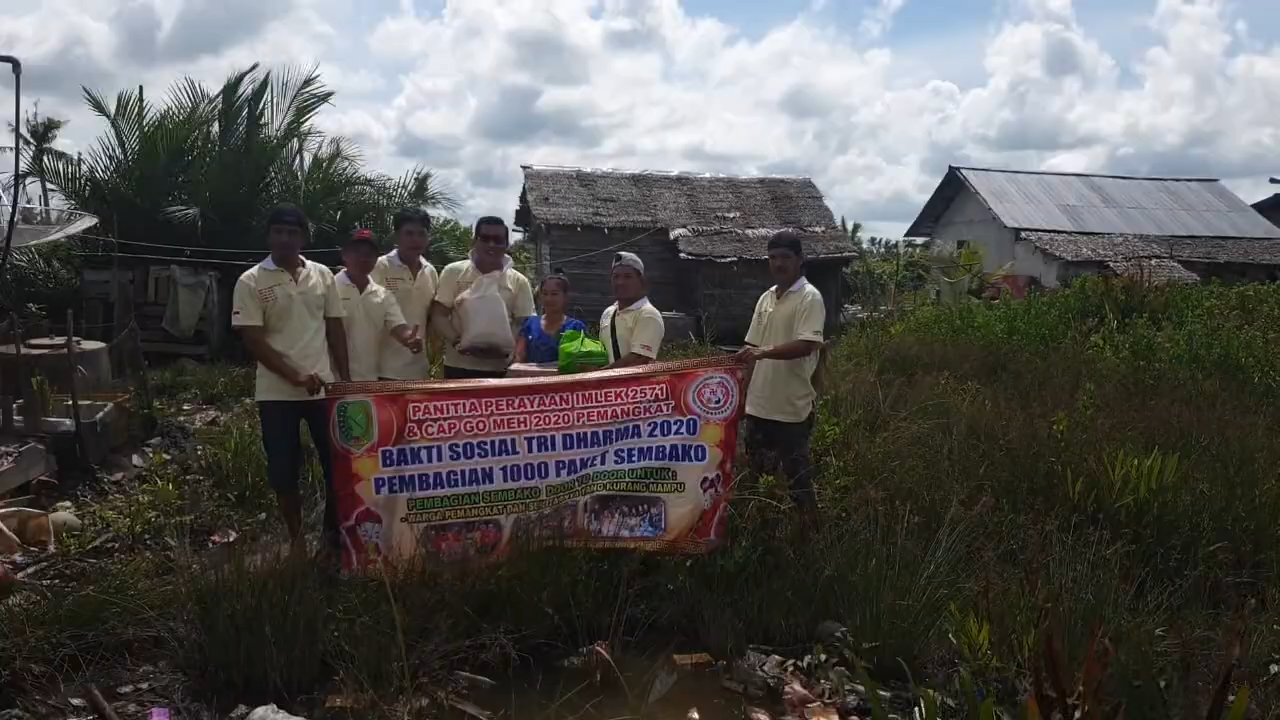 PANITIA PERAYAAN IMLEK 2571
& CAP GO MEH 2020 PEMANGKAT
BAKTI SOSIAL TRI DHARMA 2020
PEMBAGIAN 1000 PAKET SEMBAKO
PEMBAGIAN SEMBAKO DOOR TO DOOR UNTUK :
- WARGA PEMANGKAT DAN YANG KURANG MAMPU